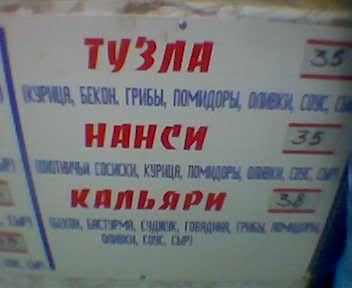 ТУЗЛА 35
(КУРИЦА, БЕКОН. ГРИБЫ, ПОМИДОРЫ, ОЛИВКИ, СОУС,
НАНСИ 35
(ОХОТНИЧЬИ СОСИСКИ, КУРИЦА, ПОМИДОРЫ, ОЛИВКИ, СОУС, СЫР)
КАЛЬЯРИ 38
(БЕКОН, БАСТУРМА, СУДЖУК, ГОВЯДИНА, ГРИБЫ, ПОМИДОРЫ,
ОЛИВКИ, СОУС, СЫР)